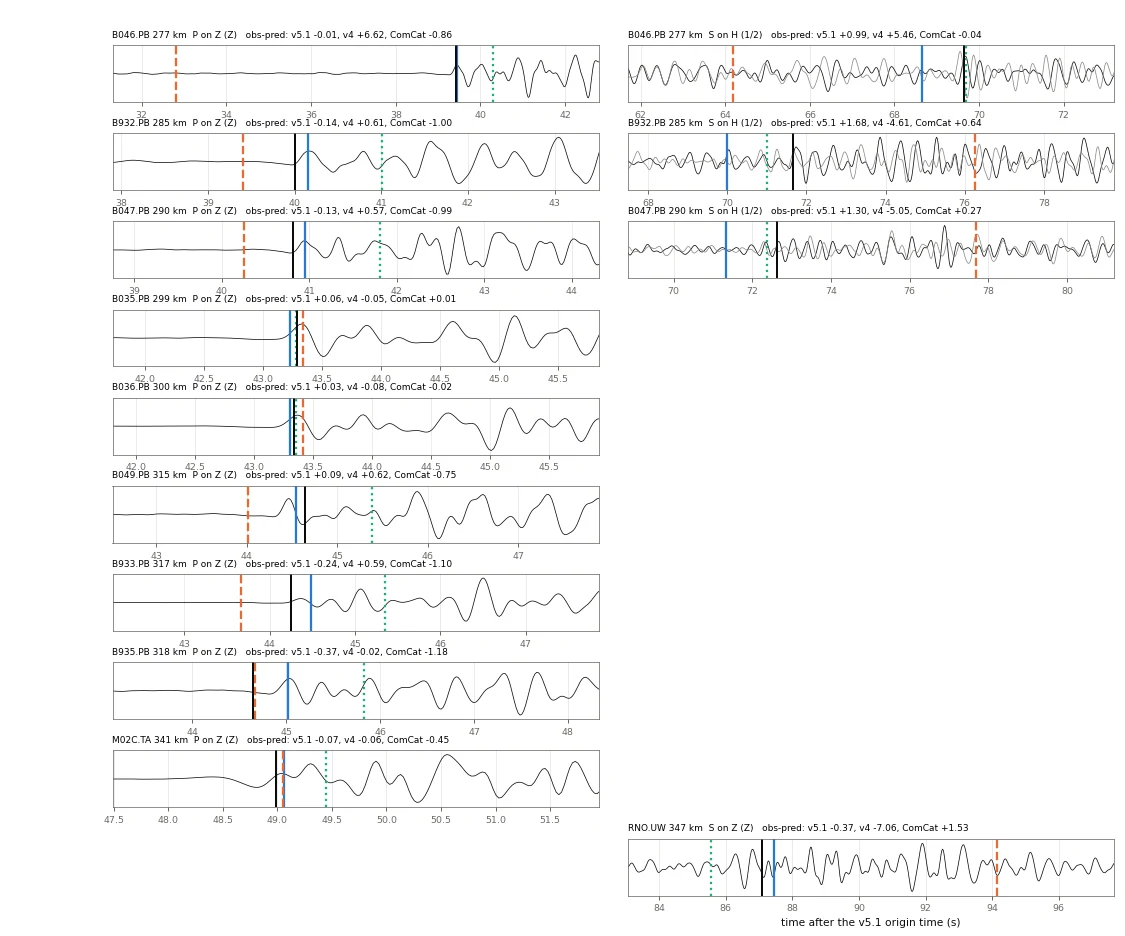 B046.PB 277 km  P on Z (Z)   obs-pred: v5.1 -0.01, v4 +6.62, ComCat -0.86
32 34 36 38 40 42
B932.PB 285 km  P on Z (Z)   obs-pred: v5.1 -0.14, v4 +0.61, ComCat -1.00
38 39 40 41 42 43
B047.PB 290 km  P on Z (Z)   obs-pred: v5.1 -0.13, v4 +0.57, ComCat -0.99
39 40 41 42 43 44
B035.PB 299 km  P on Z (Z)   obs-pred: v5.1 +0.06, v4 -0.05, ComCat +0.01
42.0 42.5 43.0 43.5 44.0 44.5 45.0 45.5
B036.PB 300 km  P on Z (Z)   obs-pred: v5.1 +0.03, v4 -0.08, ComCat -0.02
42.0 42.5 43.0 43.5 44.0 44.5 45.0 45.5
B049.PB 315 km  P on Z (Z)   obs-pred: v5.1 +0.09, v4 +0.62, ComCat -0.75
43 44 45 46 47
B933.PB 317 km  P on Z (Z)   obs-pred: v5.1 -0.24, v4 +0.59, ComCat -1.10
43 44 45 46 47
B935.PB 318 km  P on Z (Z)   obs-pred: v5.1 -0.37, v4 -0.02, ComCat -1.18
44 45 46 47 48
M02C.TA 341 km  P on Z (Z)   obs-pred: v5.1 -0.07, v4 -0.06, ComCat -0.45
47.5 48.0 48.5 49.0 49.5 50.0 50.5 51.0 51.5
B046.PB 277 km  S on H (1/2)   obs-pred: v5.1 +0.99, v4 +5.46, ComCat -0.04
62 64 66 68 70 72
B932.PB 285 km  S on H (1/2)   obs-pred: v5.1 +1.68, v4 -4.61, ComCat +0.64
68 70 72 74 76 78
B047.PB 290 km  S on H (1/2)   obs-pred: v5.1 +1.30, v4 -5.05, ComCat +0.27
70 72 74 76 78 80
RNO.UW 347 km  S on Z (Z)   obs-pred: v5.1 -0.37, v4 -7.06, ComCat +1.53
84 86 88 90 92 94 96
time after the v5.1 origin time (s)